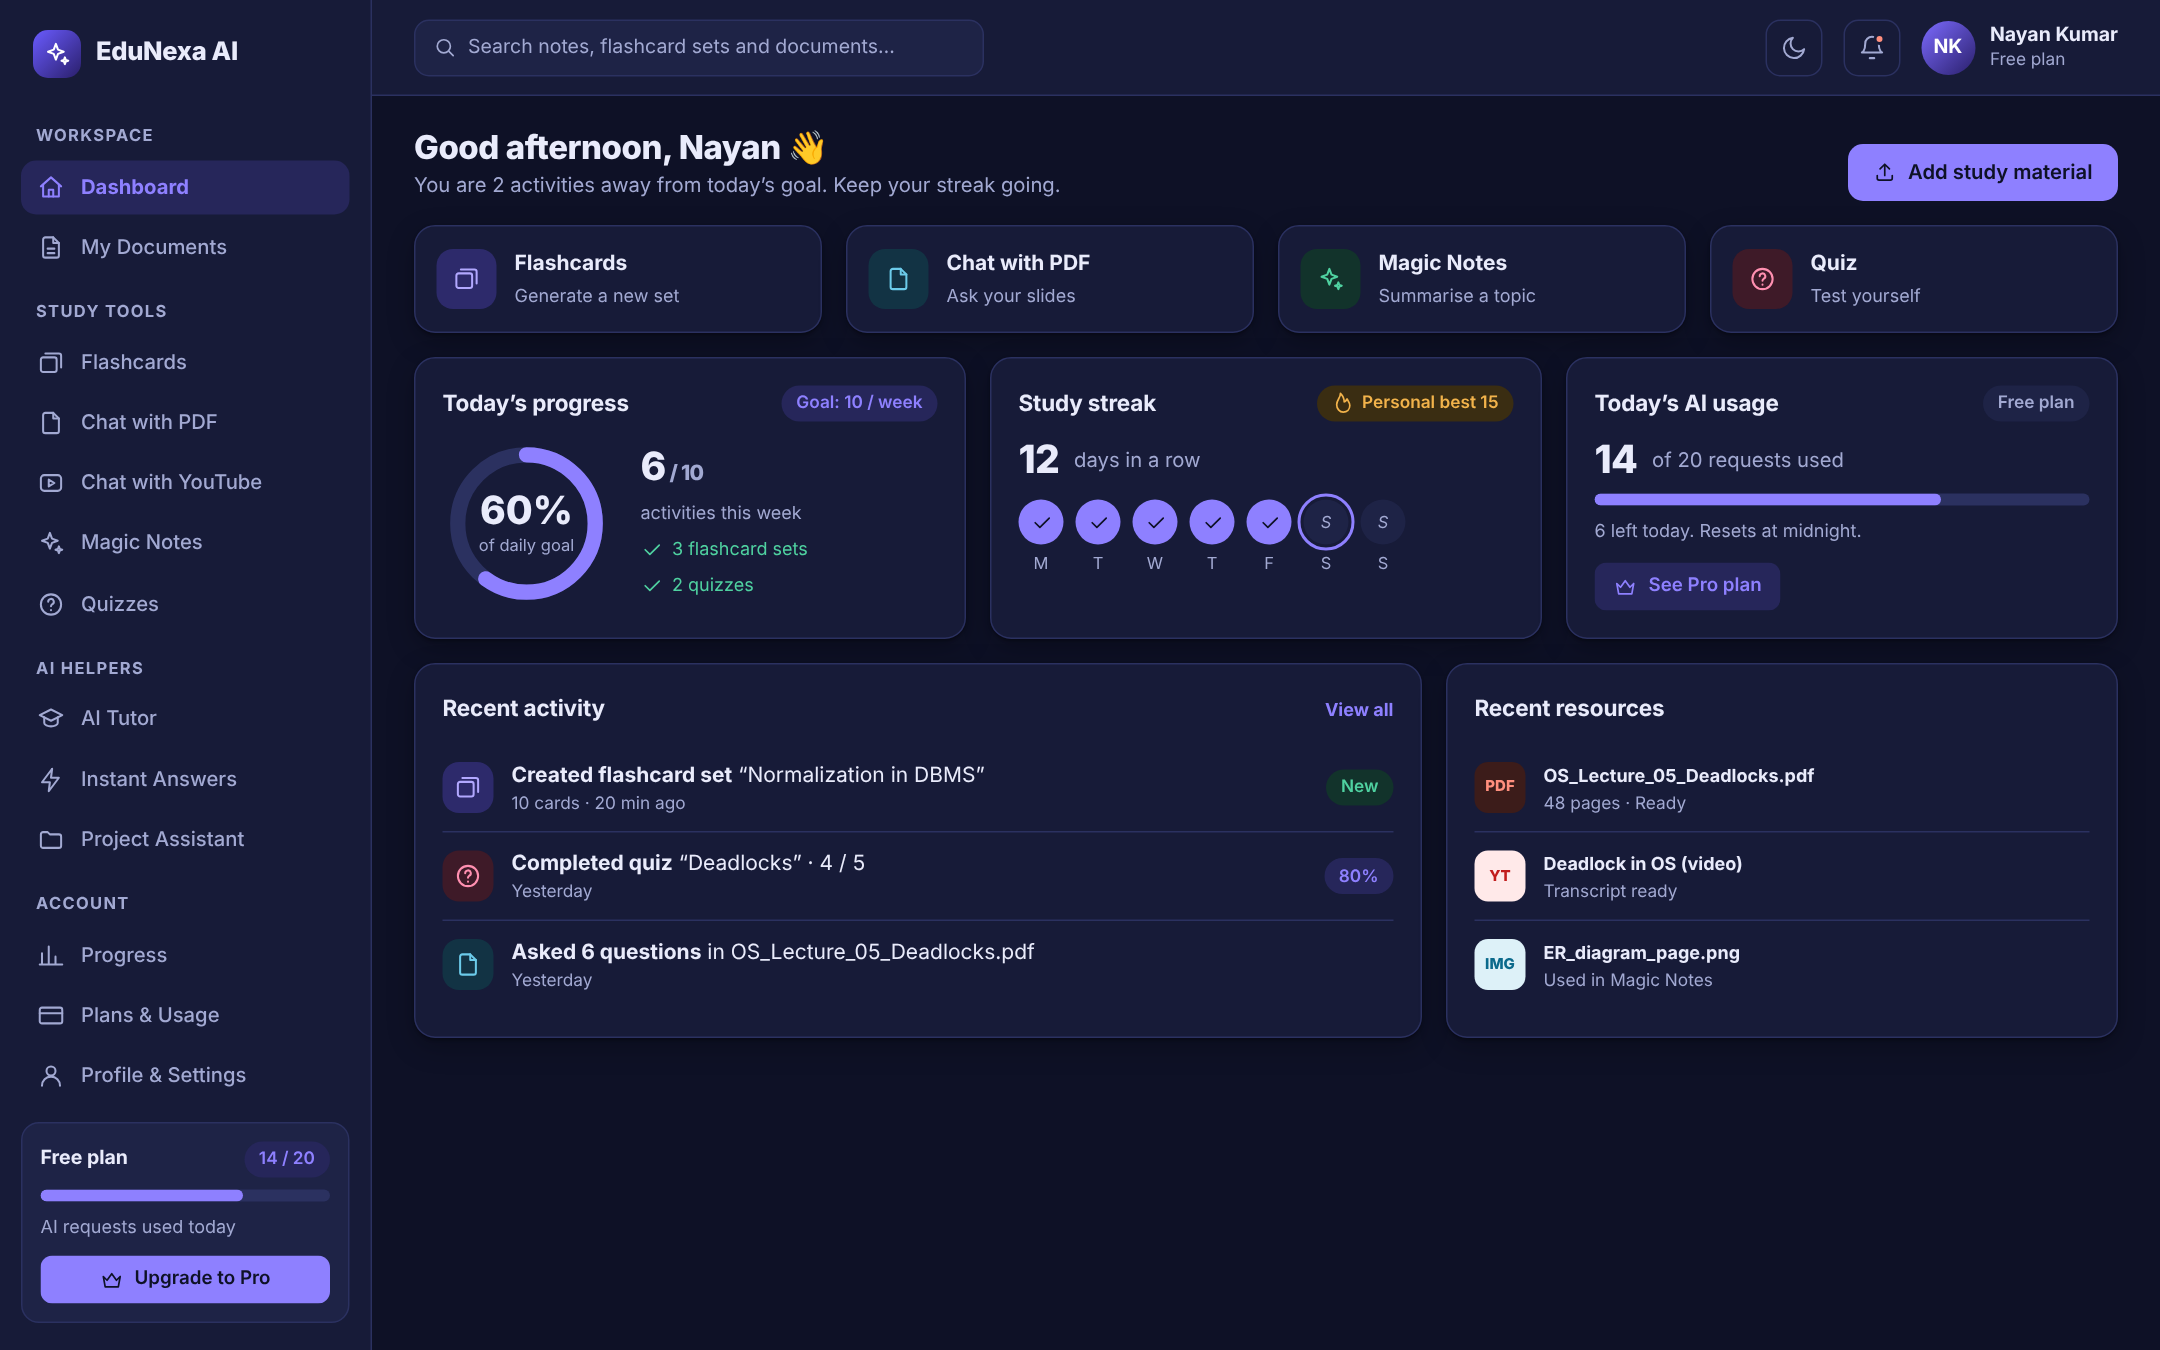 EduNexa AI
WORKSPACE
Dashboard
My Documents
STUDY TOOLS
Flashcards
Chat with PDF
Chat with YouTube
Magic Notes
Quizzes
AI HELPERS
AI Tutor
Instant Answers
Project Assistant
ACCOUNT
Progress
Plans & Usage
Profile & Settings
Free plan
14 / 20
AI requests used today
Upgrade to Pro
Search notes, flashcard sets and documents...
NK
Nayan Kumar
Free plan
Good afternoon, Nayan 👋
You are 2 activities away from today’s goal. Keep your streak going.
Add study material
Flashcards
Generate a new set
Chat with PDF
Ask your slides
Magic Notes
Summarise a topic
Quiz
Test yourself
Today’s progress
Goal: 10 / week
60%
of daily goal
6 / 10
activities this week
3 flashcard sets
2 quizzes
Study streak
Personal best 15
12 days in a row
S S
M T W T F S S
Today’s AI usage
Free plan
14 of 20 requests used
6 left today. Resets at midnight.
See Pro plan
Recent activity
View all
Created flashcard set “Normalization in DBMS”
10 cards · 20 min ago
New
Completed quiz “Deadlocks” · 4 / 5
Yesterday
80%
Asked 6 questions in OS_Lecture_05_Deadlocks.pdf
Yesterday
Recent resources
PDF
OS_Lecture_05_Deadlocks.pdf
48 pages · Ready
YT
Deadlock in OS (video)
Transcript ready
IMG
ER_diagram_page.png
Used in Magic Notes